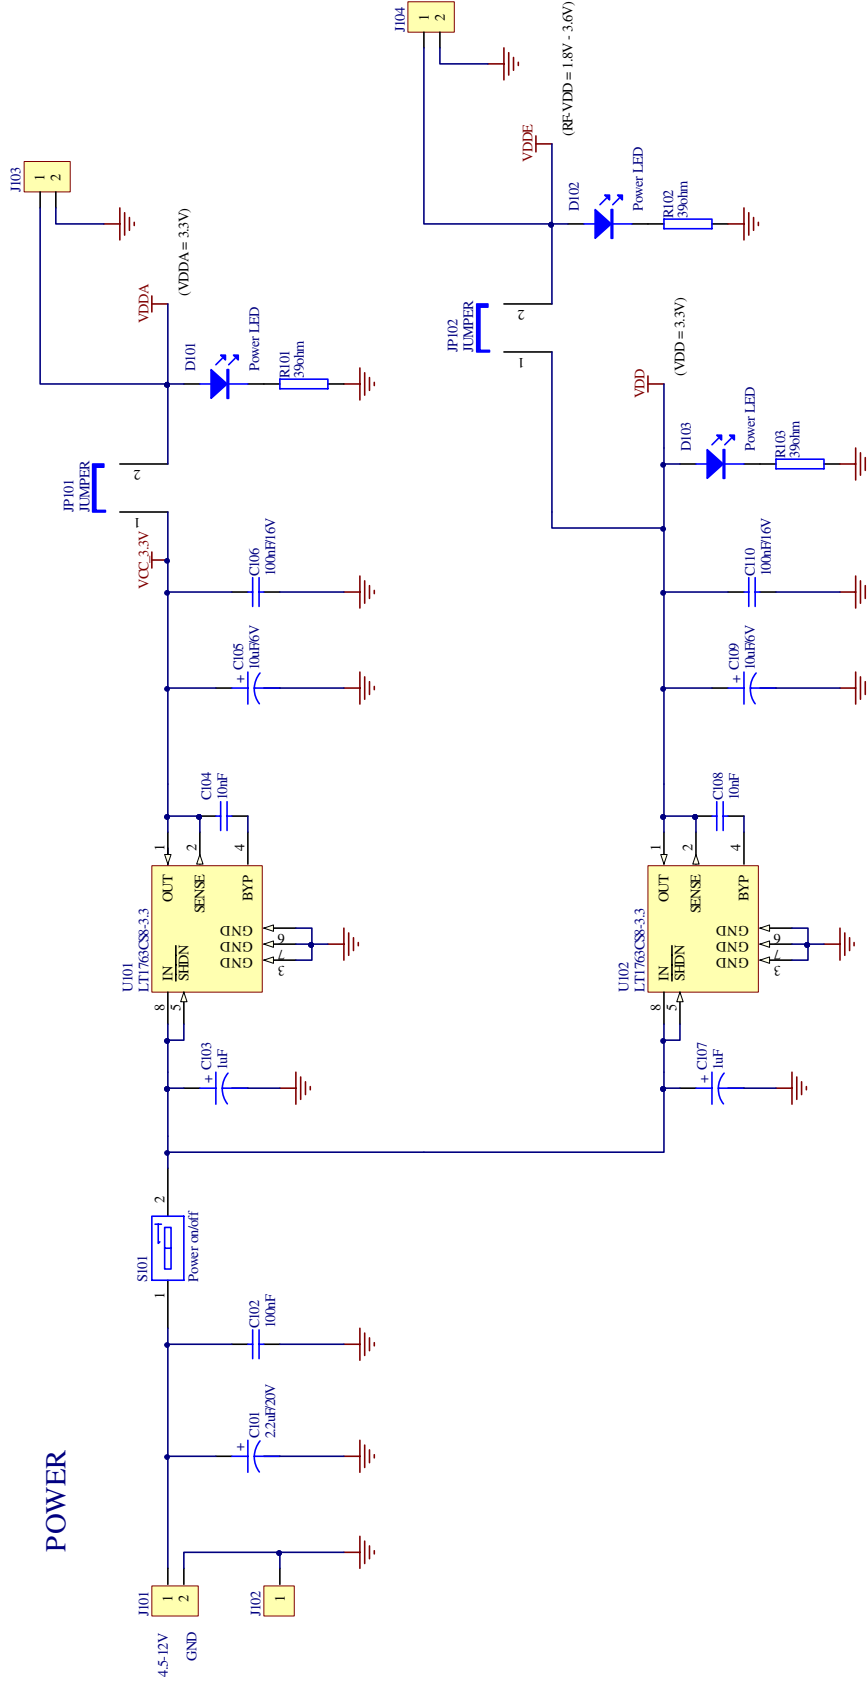 POWER
4.5-12V
GND
J101
1
2
J102
1
C101
2.2uF/20V
+
C102
100nF
S101
Power on/off
1
2
C103
1uF
+
U101
LT1763CS8-3.3
IN
SHDN
OUT
SENSE
BYP
GND
GND
GND
8
5
1
2
4
3
7
6
C104
10nF
C105
10uF/6V
+
C106
100nF/16V
VCC_3.3V
JP101
JUMPER
1
2
VDDA
(VDDA = 3.3V)
D101
Power LED
R101
39ohm
J103
1
2
C107
1uF
+
U102
LT1763CS8-3.3
IN
SHDN
OUT
SENSE
BYP
GND
GND
GND
8
5
1
2
4
3
7
6
C108
10nF
C109
10uF/6V
+
C110
100nF/16V
VDD
(VDD = 3.3V)
D103
Power LED
R103
39ohm
JP102
JUMPER
1
2
VDDE
(RF-VDD = 1.8V - 3.6V)
D102
Power LED
R102
39ohm
J104
1
2